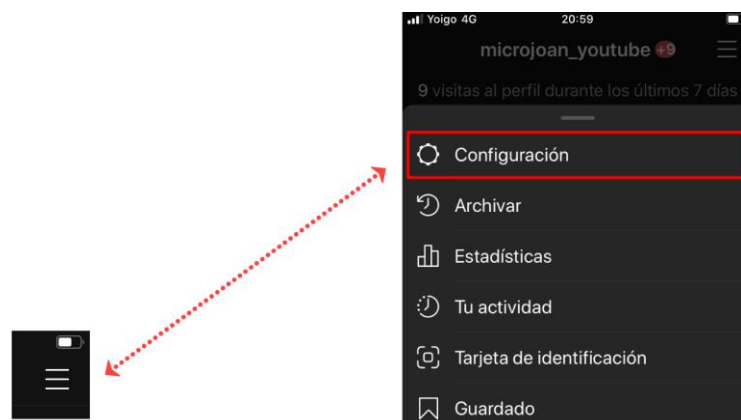 Yoigo 4G 20:59
microjoan_youtube +9
9 visitas al perfil durante los últimos 7 días
Configuración
Archivar
Estadísticas
Tu actividad
Tarjeta de identificación
Guardado